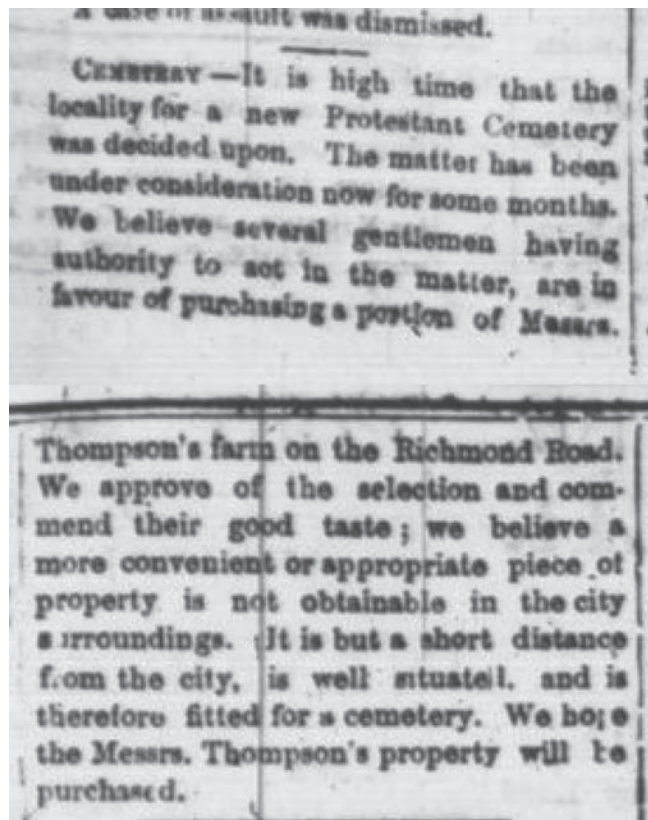 A case of assault was dismissed.
CEMETERY—It is high time that the
locality for a new Protestant Cemetery
was decided upon. The matter has been
under consideration now for some months.
We believe several gentlemen having
authority to act in the matter, are in
favour of purchasing a portion of Messrs.
Thompson's farm on the Richmond Road.
We approve of the selection and com-
mend their good taste; we believe a
more convenient or appropriate piece of
property is not obtainable in the city
surroundings. It is but a short distance
from the city, is well situated, and is
therefore fitted for a cemetery. We hope
the Messrs. Thompson's property will be
purchased.